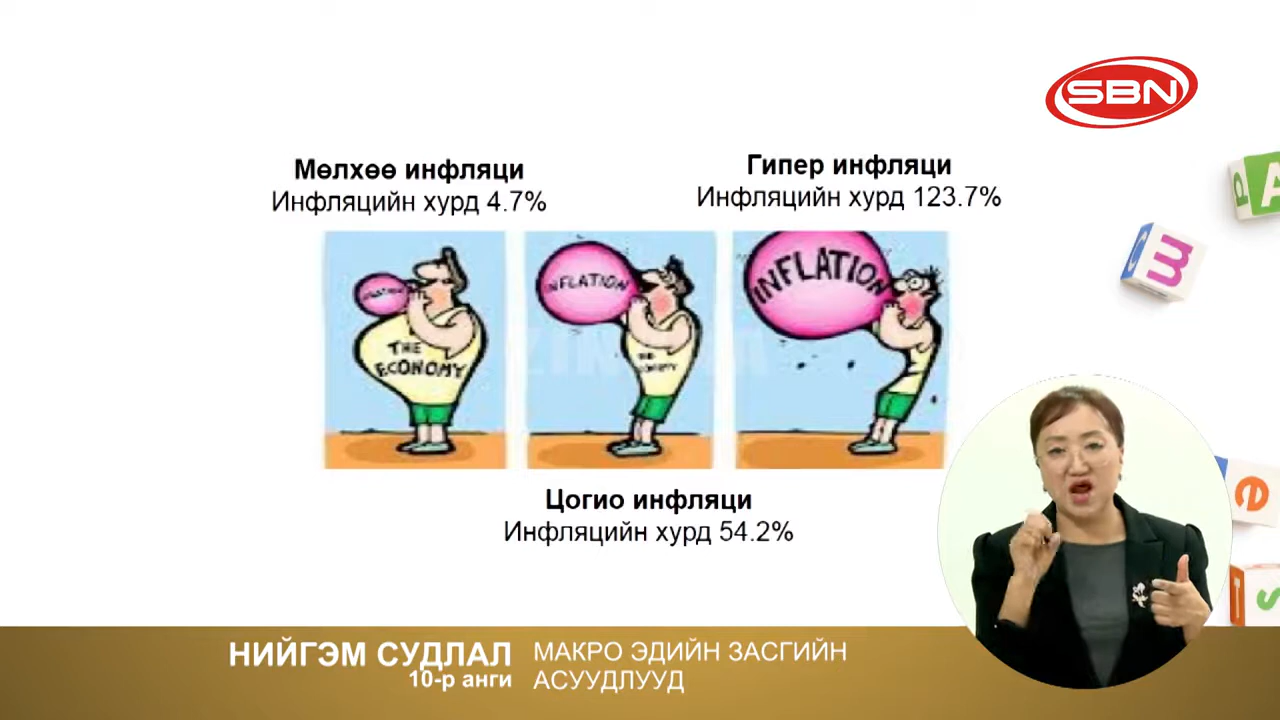 SBN
Мөлхөө инфляци
Инфляцийн хурд 4.7%
Гипер инфляци
Инфляцийн хурд 123.7%
INFLATION
INFLATION
THE
ECONOMY
Цогио инфляци
Инфляцийн хурд 54.2%
НИЙГЭМ СУДЛАЛ
10-р анги
МАКРО ЭДИЙН ЗАСГИЙН
АСУУДЛУУД